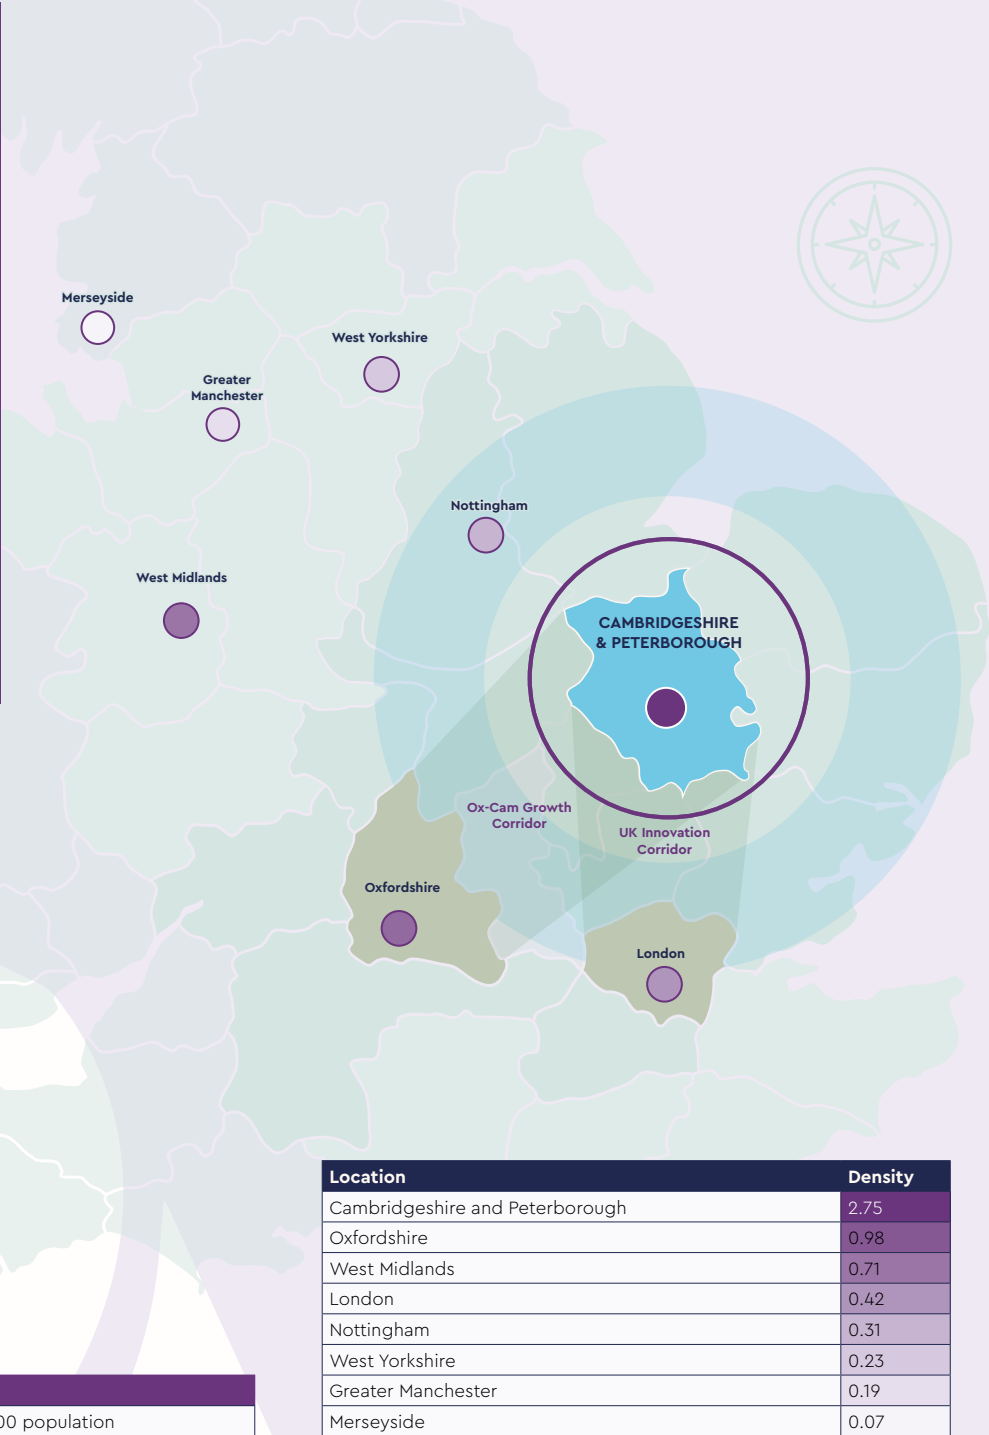 Merseyside
West Yorkshire
Greater
Manchester
Nottingham
West Midlands
CAMBRIDGESHIRE
& PETERBOROUGH
Ox-Cam Growth
Corridor
UK Innovation
Corridor
Oxfordshire
London
Location Density
Cambridgeshire and Peterborough 2.75
Oxfordshire 0.98
West Midlands 0.71
London 0.42
Nottingham 0.31
West Yorkshire 0.23
Greater Manchester 0.19
Merseyside 0.07
00 population